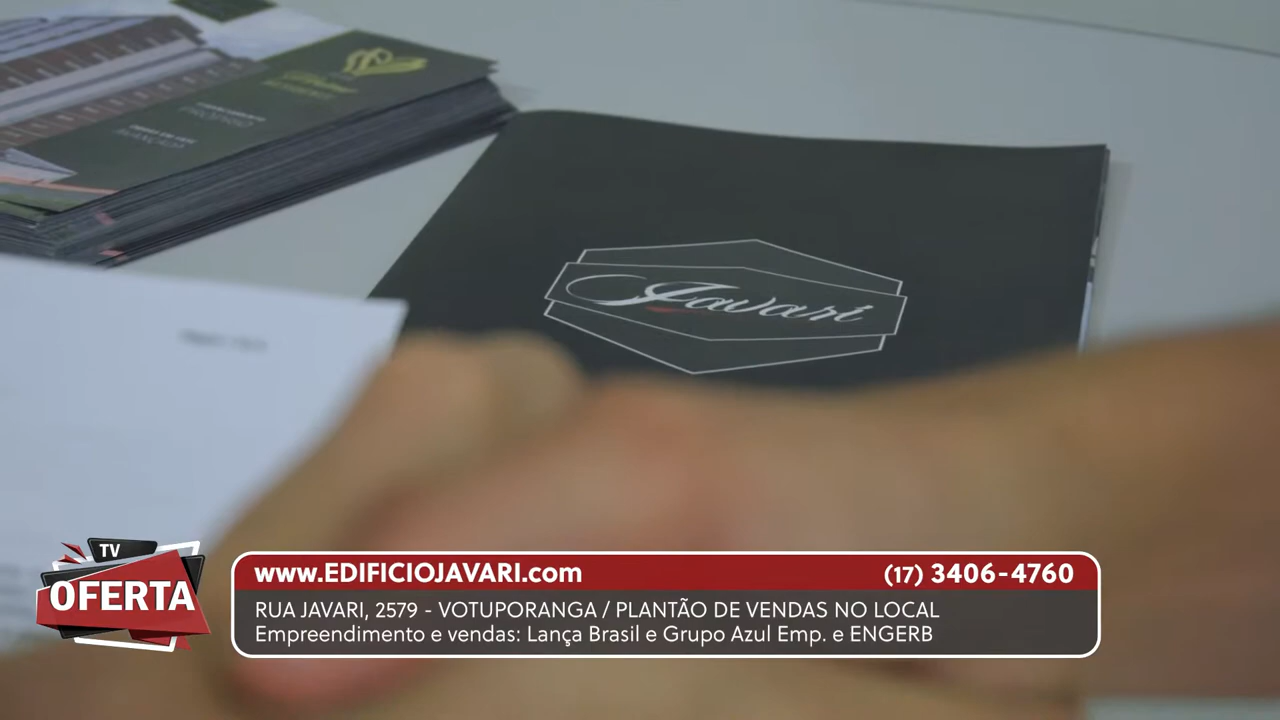 Javari
TV
OFERTA
www.EDIFICIOJAVARI.com
(17) 3406-4760
RUA JAVARI, 2579 - VOTUPORANGA / PLANTÃO DE VENDAS NO LOCAL
Empreendimento e vendas: Lança Brasil e Grupo Azul Emp. e ENGERB